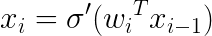 x_i = σ′(w_i^T x_{i−1})